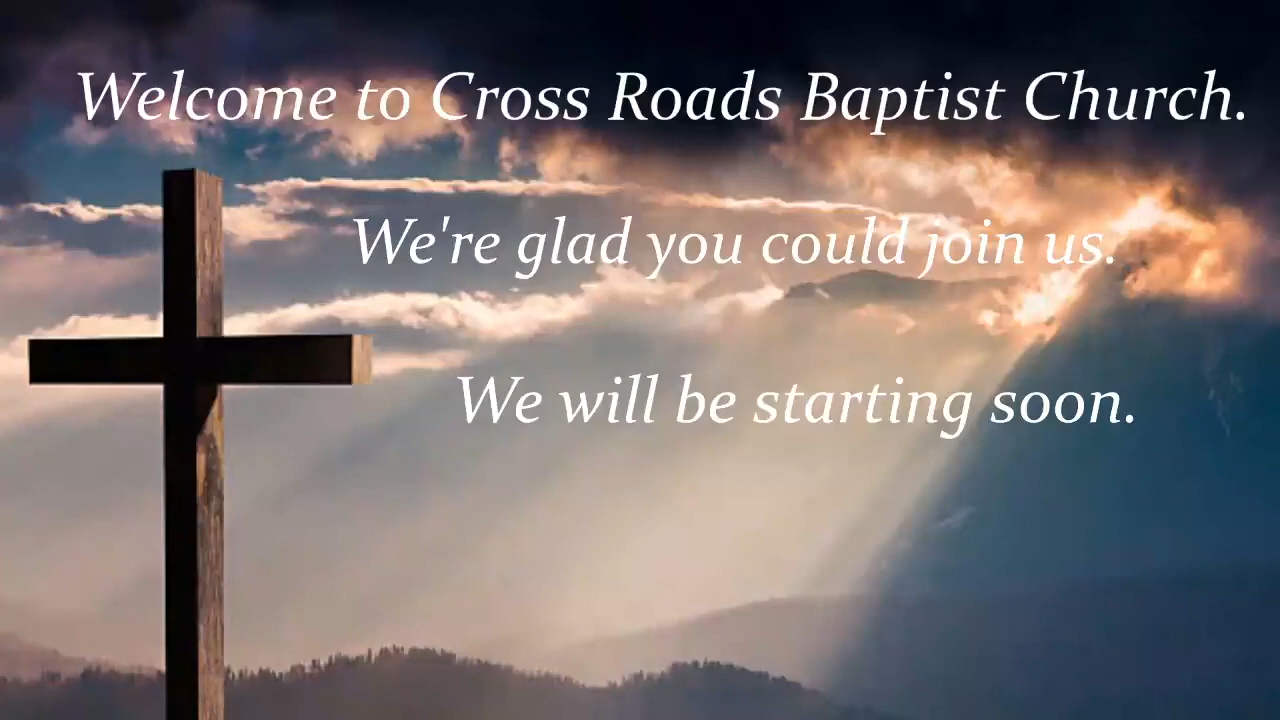 Welcome to Cross Roads Baptist Church.
We're glad you could join us.
We will be starting soon.